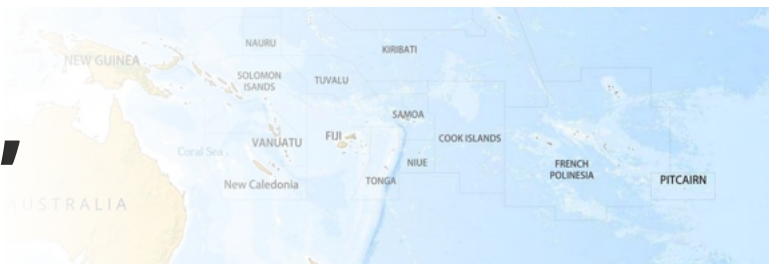 NAURU
KIRIBATI
NEW GUINEA
SOLOMON
ISANDS
TUVALU
SAMOA
,
VANUATU
FIJI
COOK ISLANDS
Coral Sea
NIUE
FRENCH
POLINESIA
New Caledonia
TONGA
PITCAIRN
AUSTRALIA